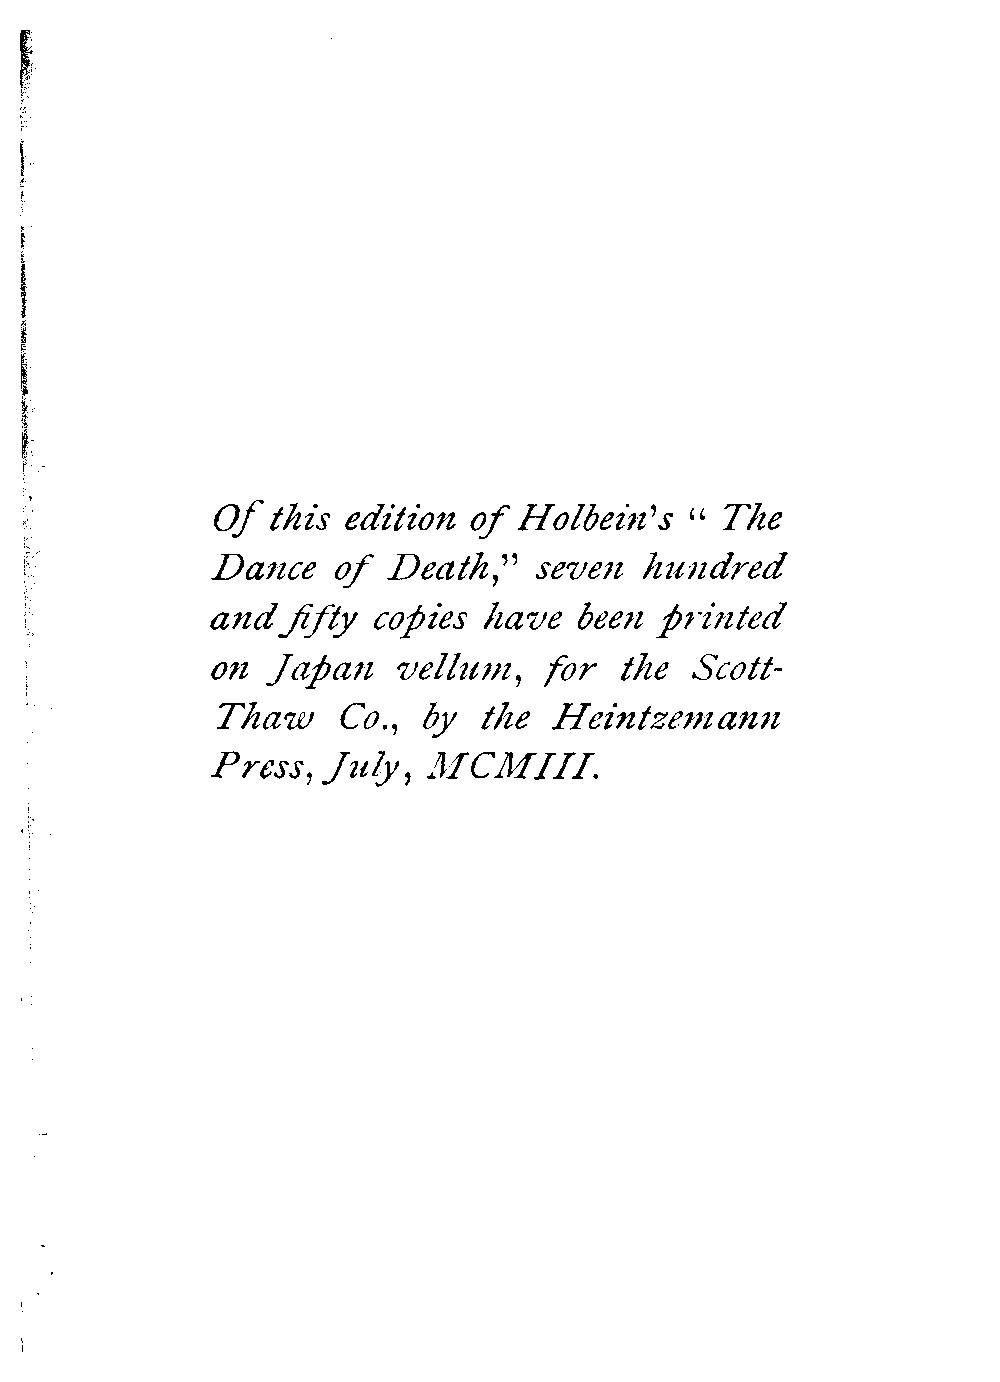 Of this edition of Holbein's “ The
Dance of Death,” seven hundred
and fifty copies have been printed
on Japan vellum, for the Scott-
Thaw Co., by the Heintzemann
Press, July, MCMIII.